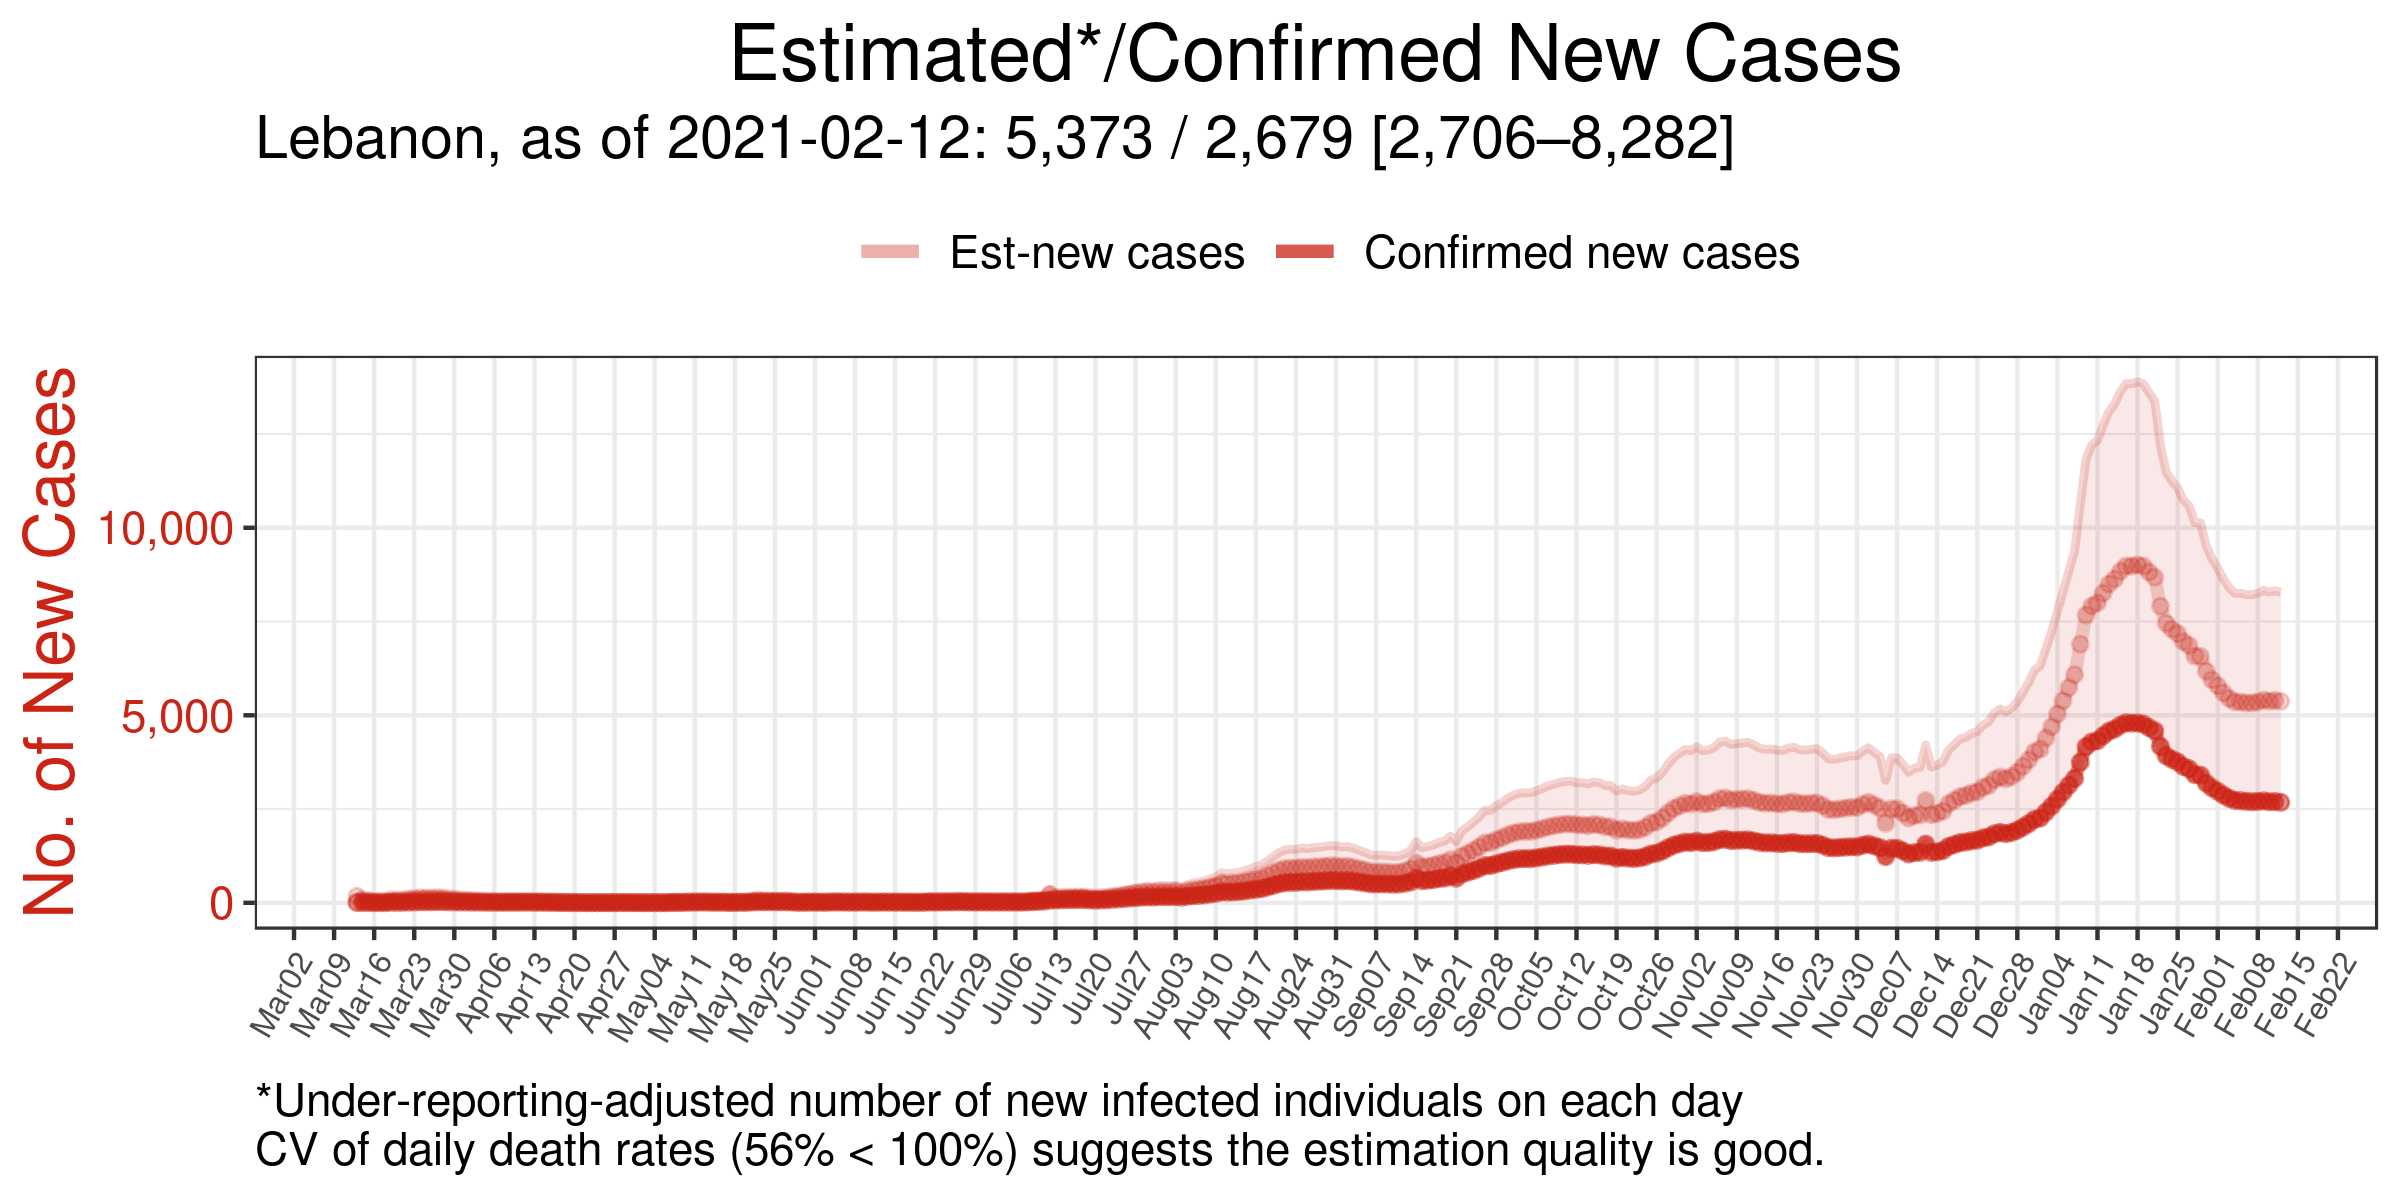 Estimated*/Confirmed New Cases
Lebanon, as of 2021-02-12: 5,373 / 2,679 [2,706–8,282]
Est-new cases Confirmed new cases
No. of New Cases
10,000
5,000
0
Mar02 Mar09 Mar16 Mar23 Mar30 Apr06 Apr13 Apr20 Apr27 May04 May11 May18 May25 Jun01 Jun08 Jun15 Jun22 Jun29 Jul06 Jul13 Jul20 Jul27 Aug03 Aug10 Aug17 Aug24 Aug31 Sep07 Sep14 Sep21 Sep28 Oct05 Oct12 Oct19 Oct26 Nov02 Nov09 Nov16 Nov23 Nov30 Dec07 Dec14 Dec21 Dec28 Jan04 Jan11 Jan18 Jan25 Feb01 Feb08 Feb15 Feb22
*Under-reporting-adjusted number of new infected individuals on each day
CV of daily death rates (56% < 100%) suggests the estimation quality is good.